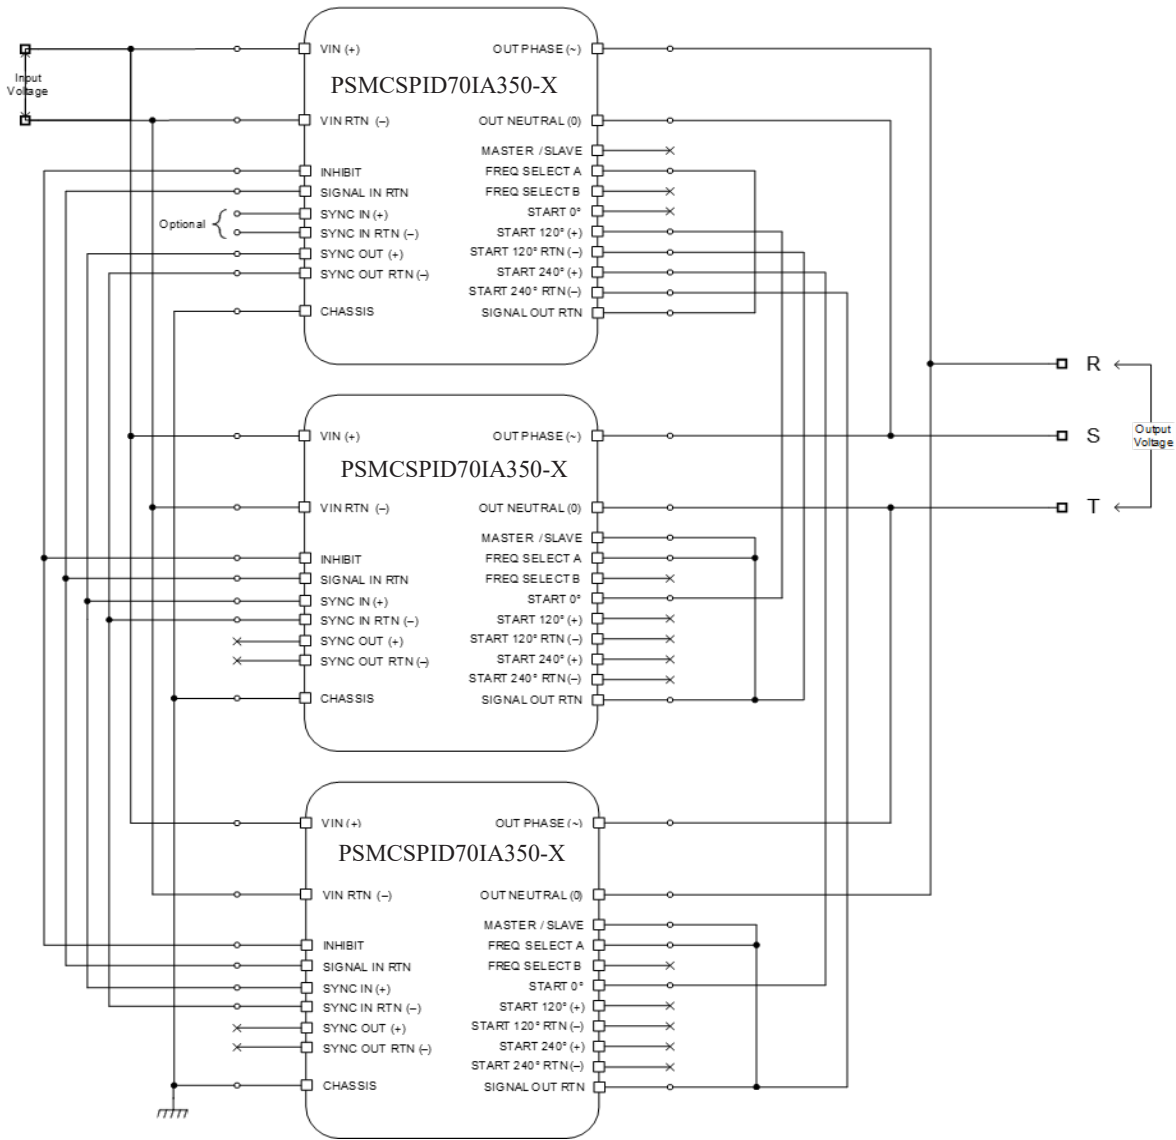 Input
Voltage
VIN (+)
OUT PHASE (~)
PSMCSPID70IA350-X
VIN RTN (–)
OUT NEUTRAL (0)
MASTER / SLAVE
INHIBIT
FREQ SELECT A
SIGNAL IN RTN
FREQ SELECT B
Optional
SYNC IN (+)
START 0°
SYNC IN RTN (–)
START 120° (+)
SYNC OUT (+)
START 120° RTN (–)
SYNC OUT RTN (–)
START 240° (+)
START 240° RTN (–)
CHASSIS
SIGNAL OUT RTN
R
S
T
Output
Voltage
VIN (+)
OUT PHASE (~)
PSMCSPID70IA350-X
VIN RTN (–)
OUT NEUTRAL (0)
MASTER / SLAVE
INHIBIT
FREQ SELECT A
SIGNAL IN RTN
FREQ SELECT B
SYNC IN (+)
START 0°
SYNC IN RTN (–)
START 120° (+)
SYNC OUT (+)
START 120° RTN (–)
SYNC OUT RTN (–)
START 240° (+)
START 240° RTN (–)
CHASSIS
SIGNAL OUT RTN
VIN (+)
OUT PHASE (~)
PSMCSPID70IA350-X
VIN RTN (–)
OUT NEUTRAL (0)
MASTER / SLAVE
INHIBIT
FREQ SELECT A
SIGNAL IN RTN
FREQ SELECT B
SYNC IN (+)
START 0°
SYNC IN RTN (–)
START 120° (+)
SYNC OUT (+)
START 120° RTN (–)
SYNC OUT RTN (–)
START 240° (+)
START 240° RTN (–)
CHASSIS
SIGNAL OUT RTN